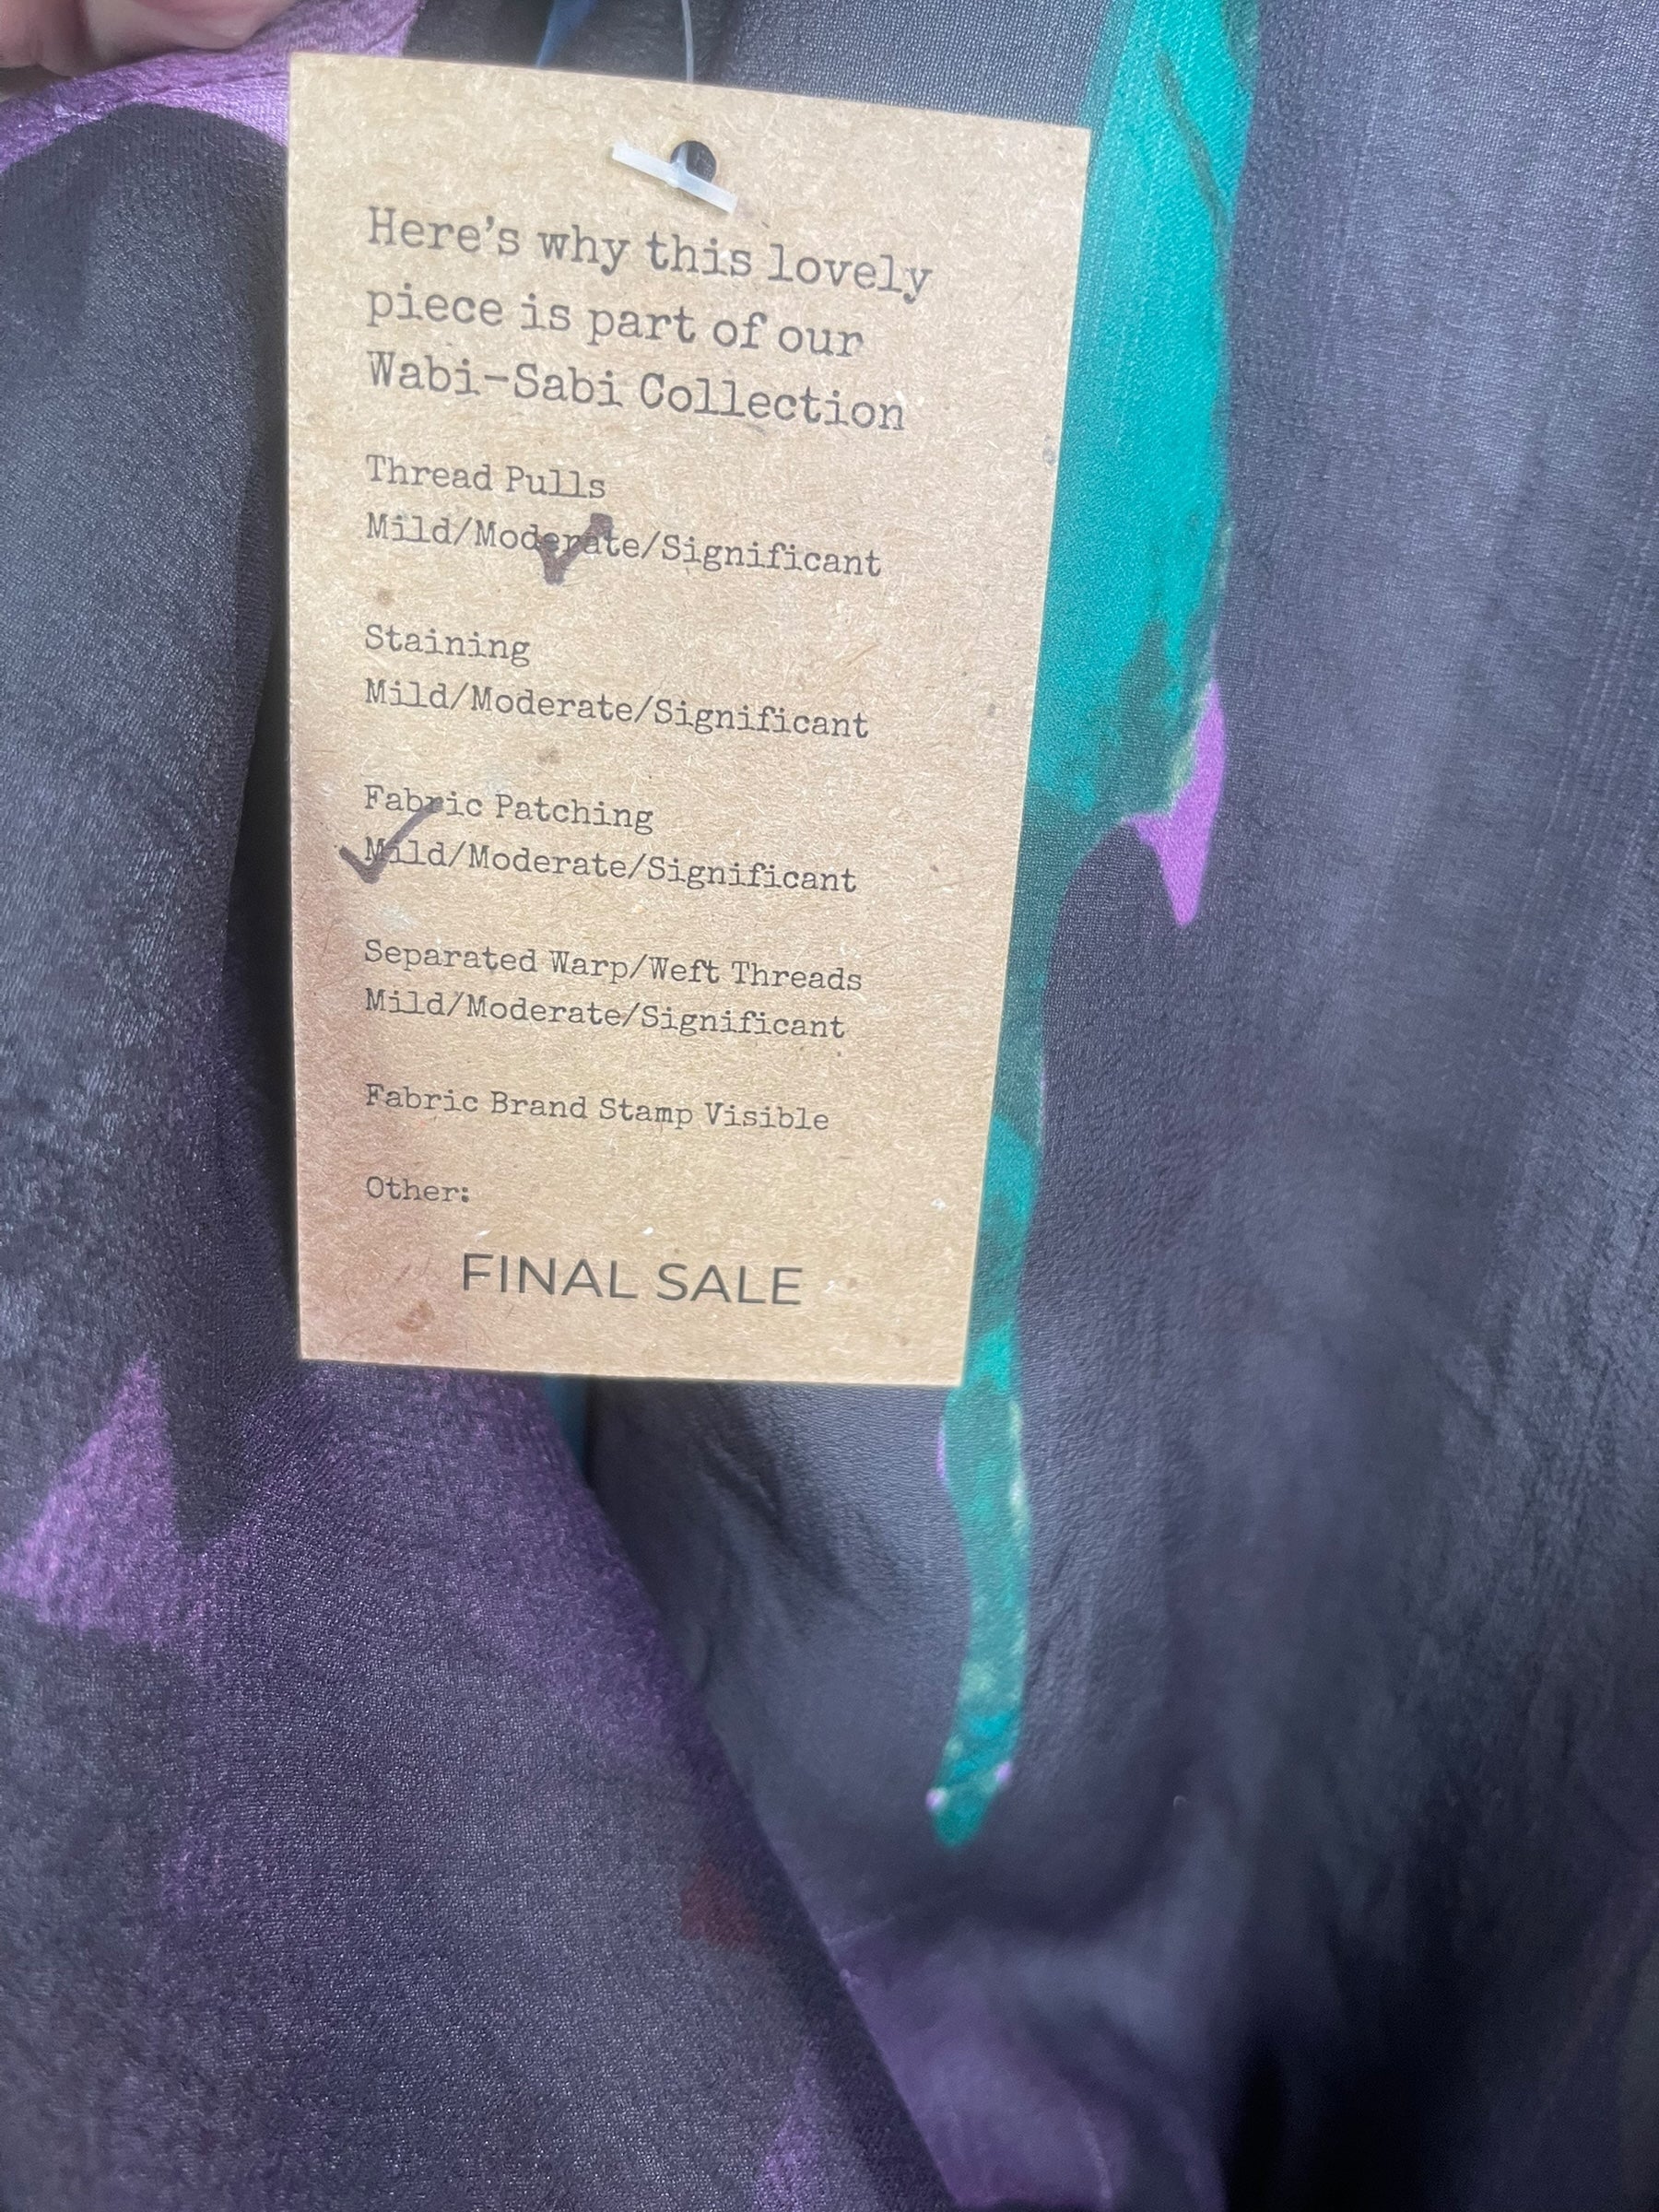 Here's why this lovely
piece is part of our
Wabi-Sabi Collection
Thread Pulls
Mild/Moderate/Significant
Staining
Mild/Moderate/Significant
Fabric Patching
Mild/Moderate/Significant
Separated Warp/Weft Threads
Mild/Moderate/Significant
Fabric Brand Stamp Visible
Other:
FINAL SALE